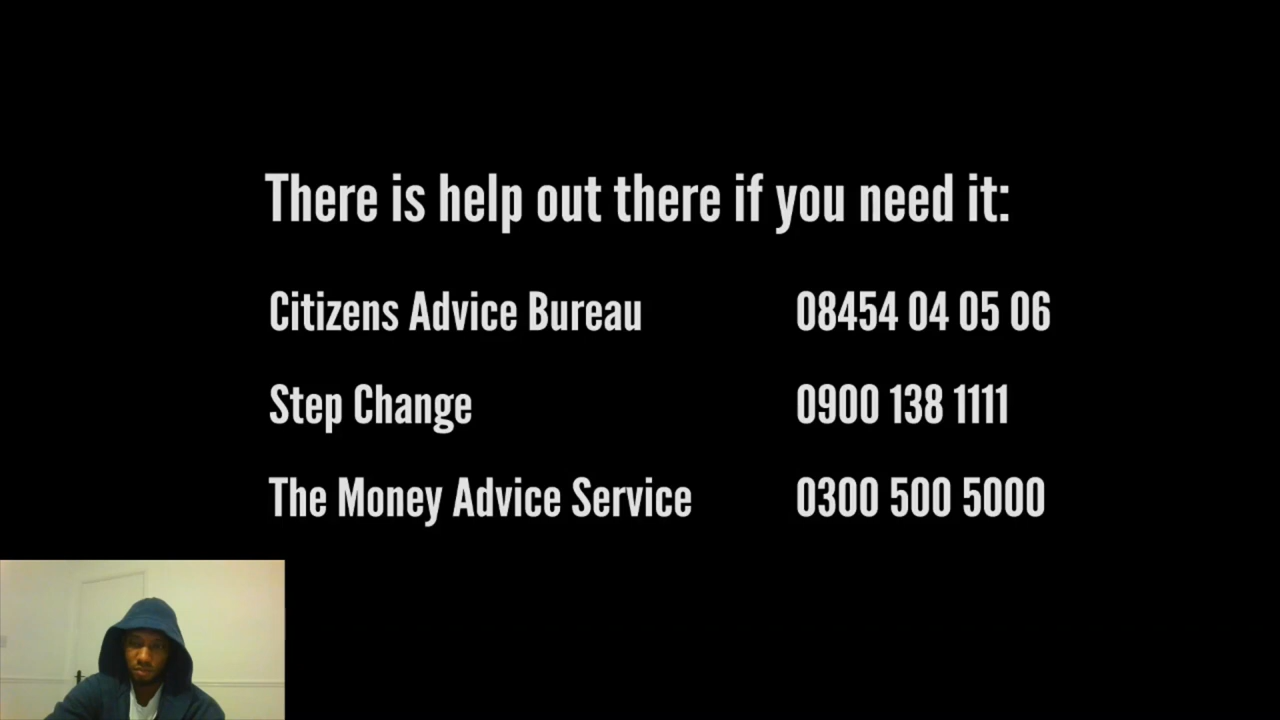 There is help out there if you need it:
Citizens Advice Bureau 08454 04 05 06
Step Change 0900 138 1111
The Money Advice Service 0300 500 5000